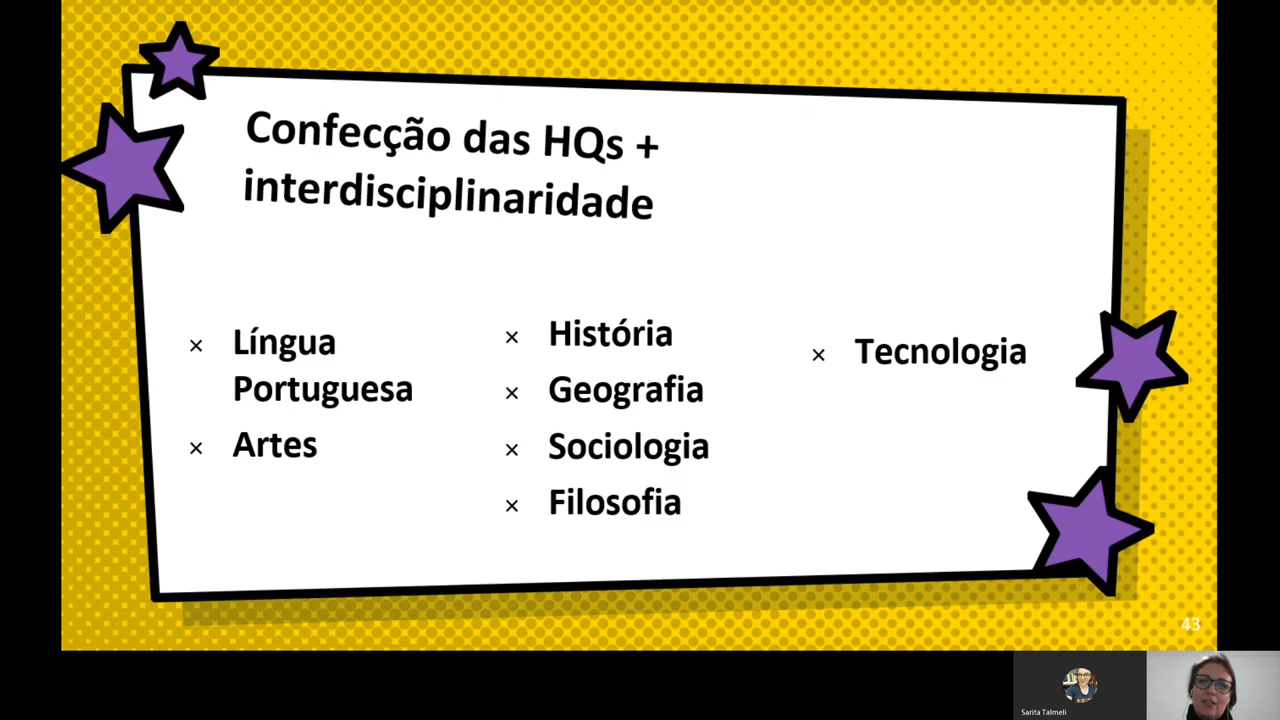 Confecção das HQs +
interdisciplinaridade
× Língua
Portuguesa
× Artes
× História
× Geografia
× Sociologia
× Filosofia
× Tecnologia
43
Sarita Talmeli